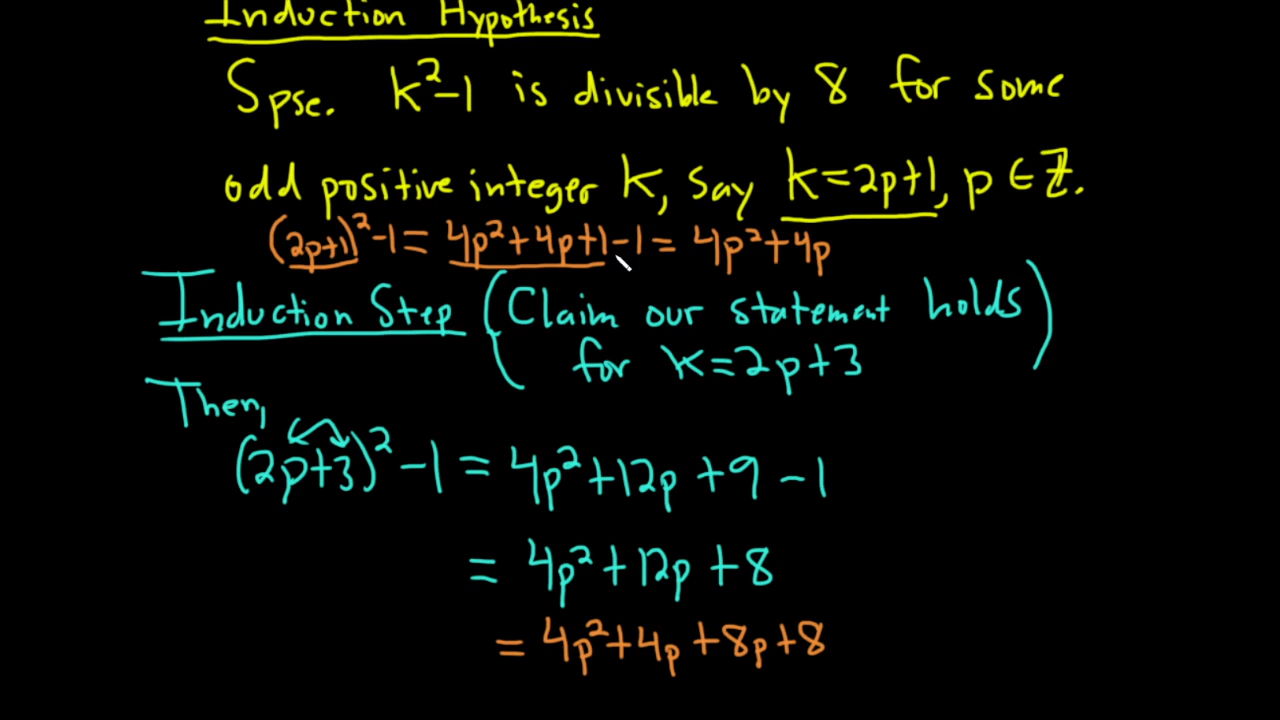 Induction Hypothesis
Spse. k²-1 is divisible by 8 for some
odd positive integer k, say k=2p+1, p ∈ ℤ.
(2p+1)²-1 = 4p²+4p+1-1 = 4p²+4p
Induction Step (Claim our statement holds
for k=2p+3)
Then,
(2p+3)²-1 = 4p²+12p+9-1
= 4p²+12p+8
= 4p²+4p+8p+8